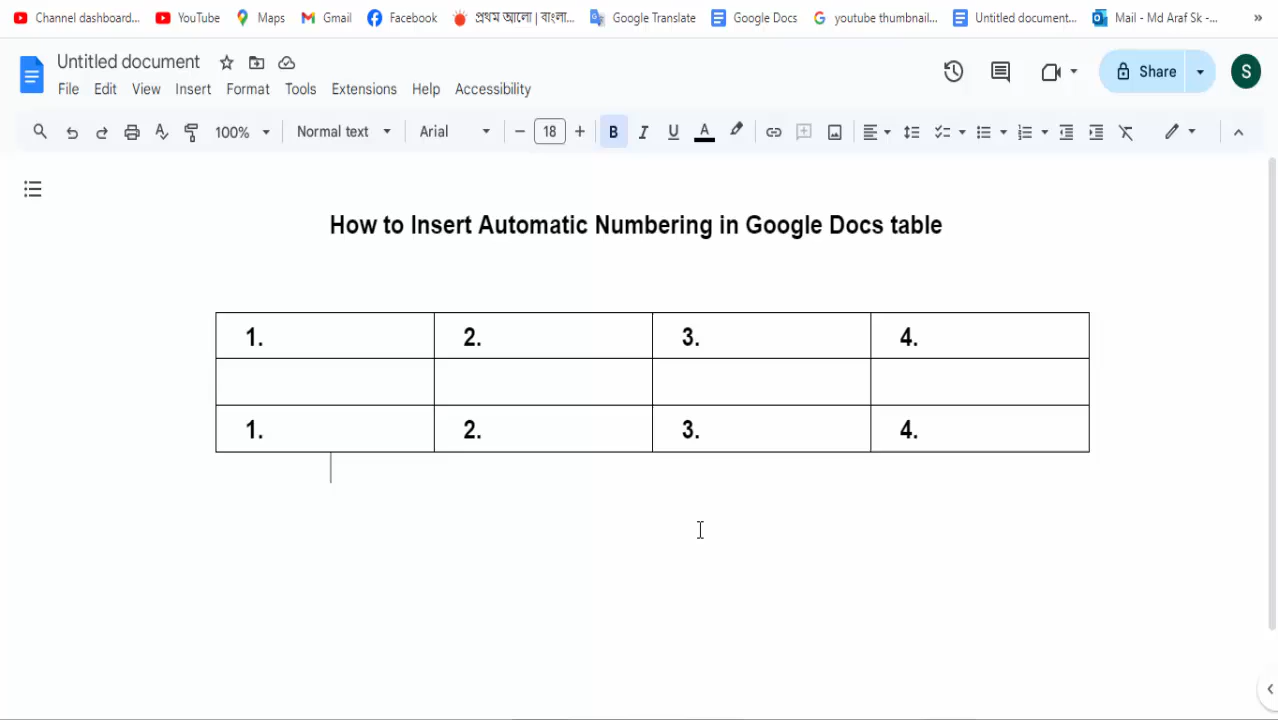 Channel dashboard... YouTube Maps Gmail Facebook প্রথম আলো | বাংলা... Google Translate Google Docs youtube thumbnail... Untitled document... Mail - Md Araf Sk -... »
Untitled document
File Edit View Insert Format Tools Extensions Help Accessibility
Share S
100% Normal text Arial 18 B I U A
How to Insert Automatic Numbering in Google Docs table
1. 2. 3. 4.
1. 2. 3. 4.